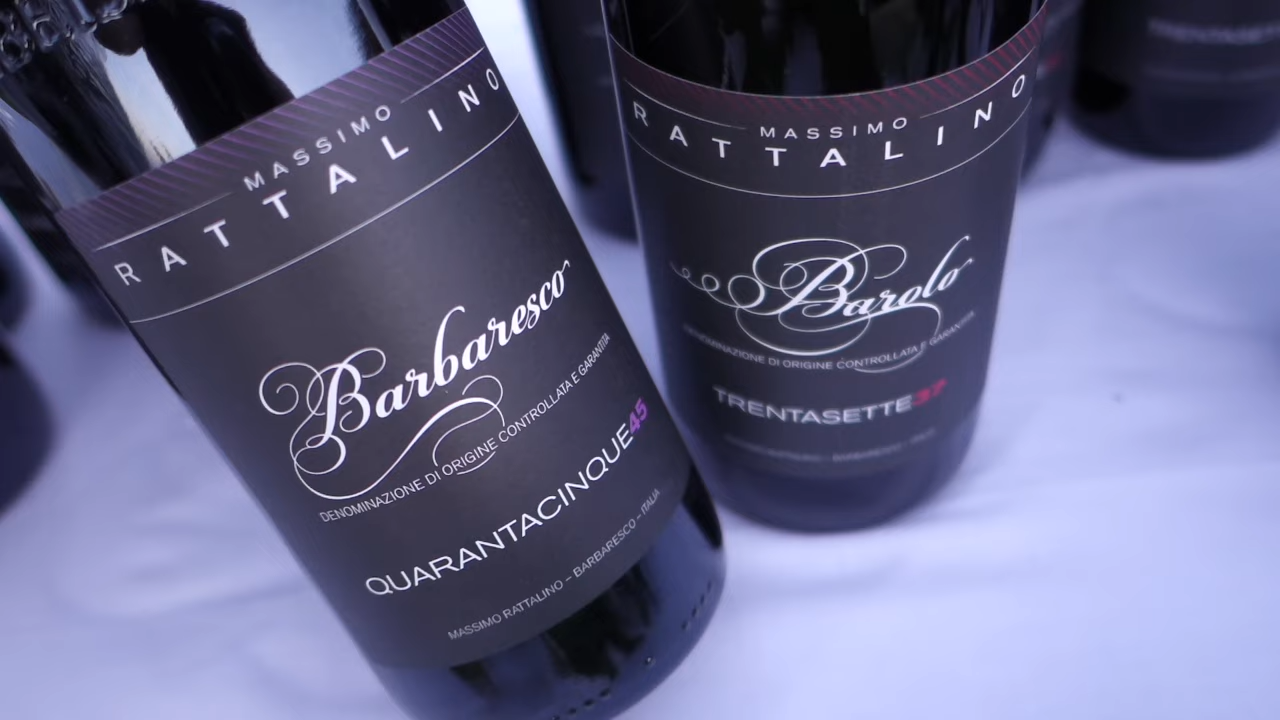 MASSIMO
RATTALINO
Barbaresco
DENOMINAZIONE DI ORIGINE CONTROLLATA E GARANTITA
QUARANTACINQUE45
MASSIMO RATTALINO – BARBARESCO – ITALIA
MASSIMO
RATTALINO
Barolo
DENOMINAZIONE DI ORIGINE CONTROLLATA E GARANTITA
TRENTASETTE37